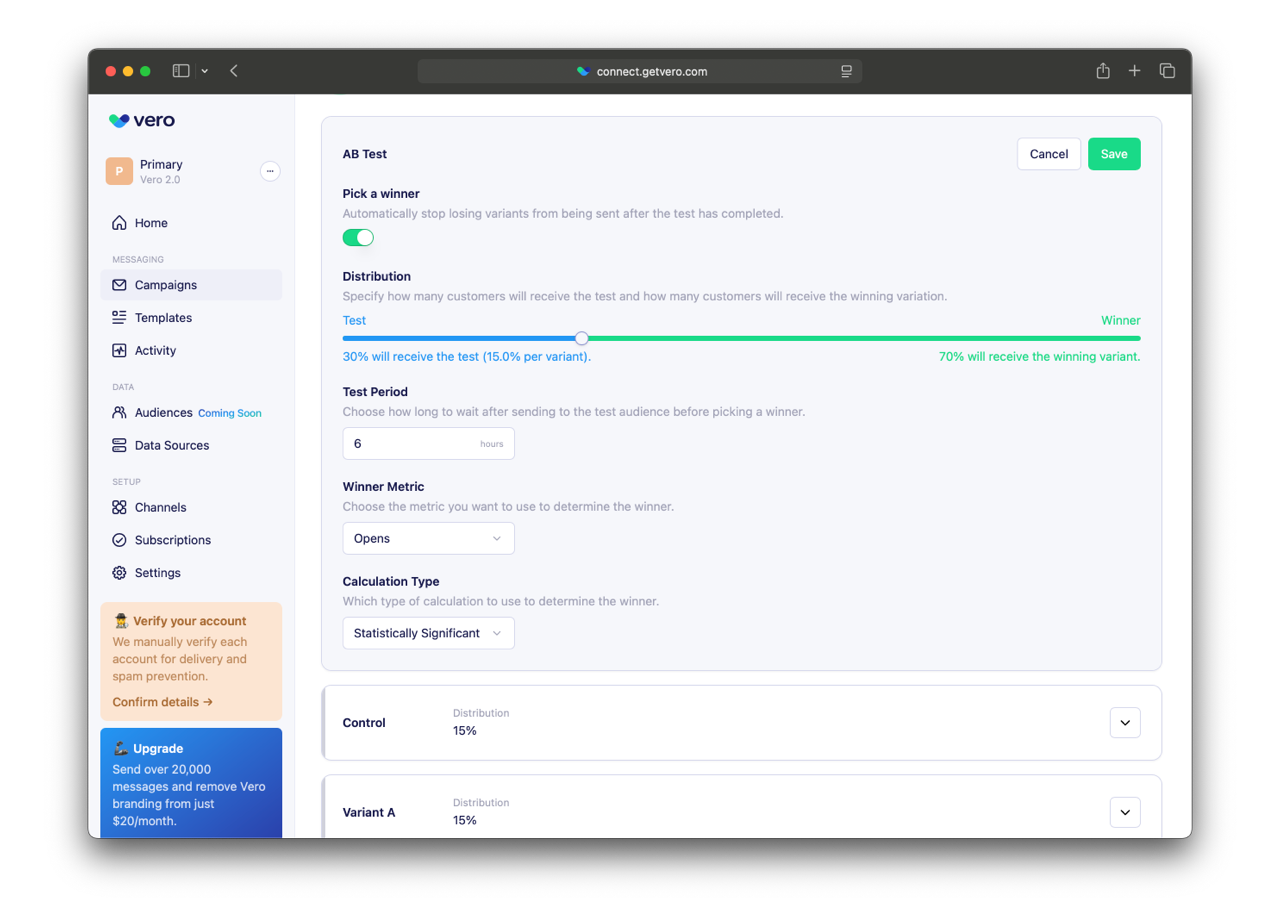 connect.getvero.com
vero
P
Primary
Vero 2.0
Home
MESSAGING
Campaigns
Templates
Activity
DATA
Audiences Coming Soon
Data Sources
SETUP
Channels
Subscriptions
Settings
Verify your account
We manually verify each
account for delivery and
spam prevention.
Confirm details →
Upgrade
Send over 20,000
messages and remove Vero
branding from just
$20/month.
AB Test
Cancel
Save
Pick a winner
Automatically stop losing variants from being sent after the test has completed.
Distribution
Specify how many customers will receive the test and how many customers will receive the winning variation.
Test
Winner
30% will receive the test (15.0% per variant).
70% will receive the winning variant.
Test Period
Choose how long to wait after sending to the test audience before picking a winner.
6 hours
Winner Metric
Choose the metric you want to use to determine the winner.
Opens
Calculation Type
Which type of calculation to use to determine the winner.
Statistically Significant
Control
Distribution
15%
Variant A
Distribution
15%